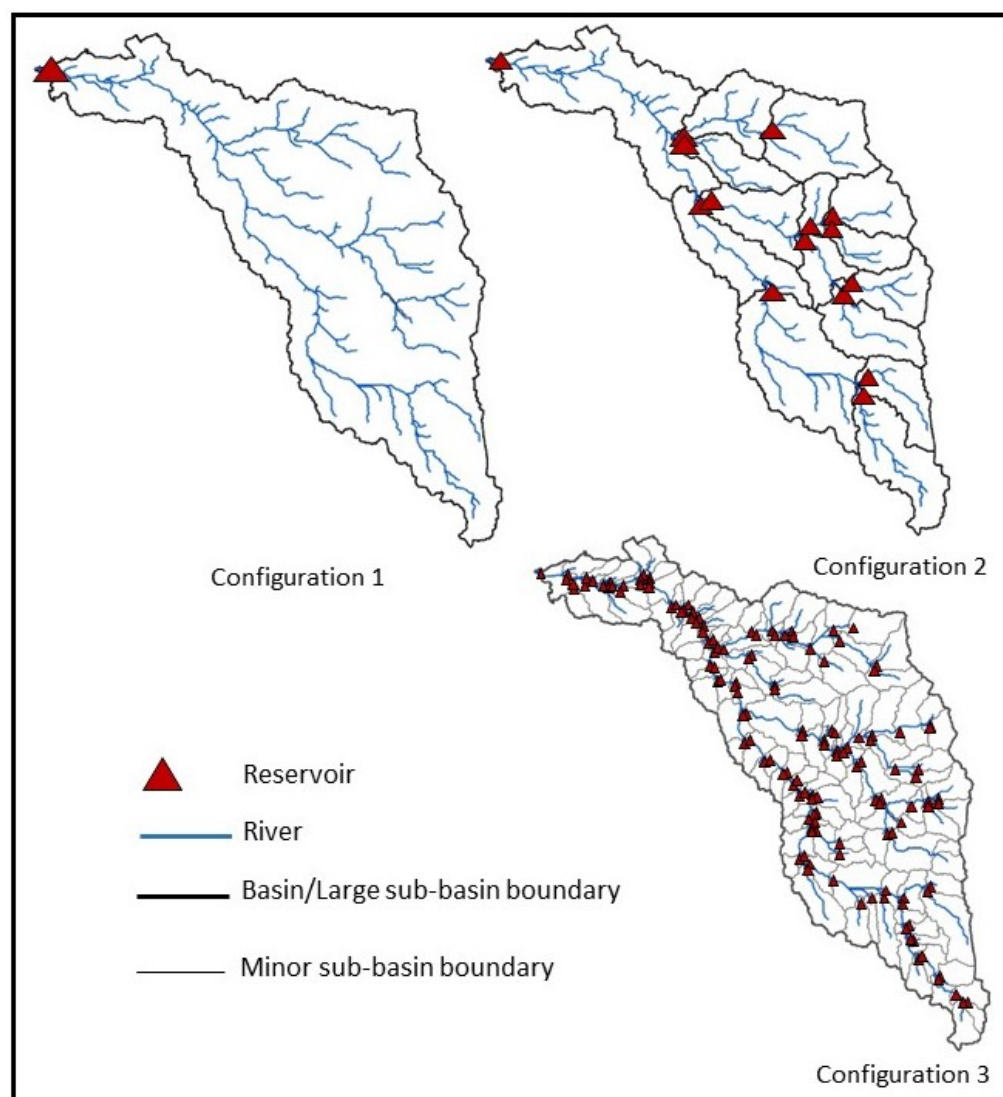 Configuration 1
Configuration 2
Reservoir
River
Basin/Large sub-basin boundary
Minor sub-basin boundary
Configuration 3